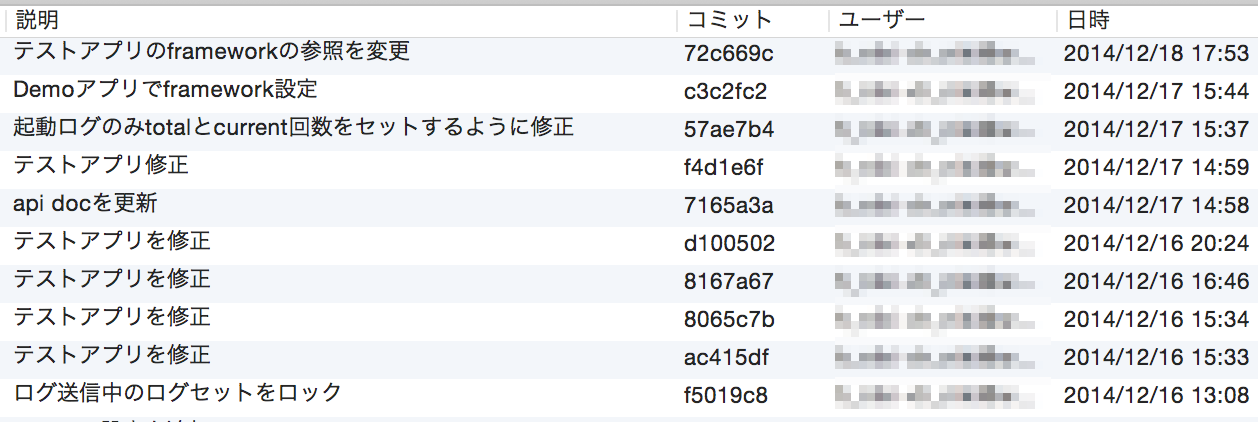 説明 コミット ユーザー 日時
テストアプリのframeworkの参照を変更 72c669c 2014/12/18 17:53
Demoアプリでframework設定 c3c2fc2 2014/12/17 15:44
起動ログのみtotalとcurrent回数をセットするように修正 57ae7b4 2014/12/17 15:37
テストアプリ修正 f4d1e6f 2014/12/17 14:59
api docを更新 7165a3a 2014/12/17 14:58
テストアプリを修正 d100502 2014/12/16 20:24
テストアプリを修正 8167a67 2014/12/16 16:46
テストアプリを修正 8065c7b 2014/12/16 15:34
テストアプリを修正 ac415df 2014/12/16 15:33
ログ送信中のログセットをロック f5019c8 2014/12/16 13:08